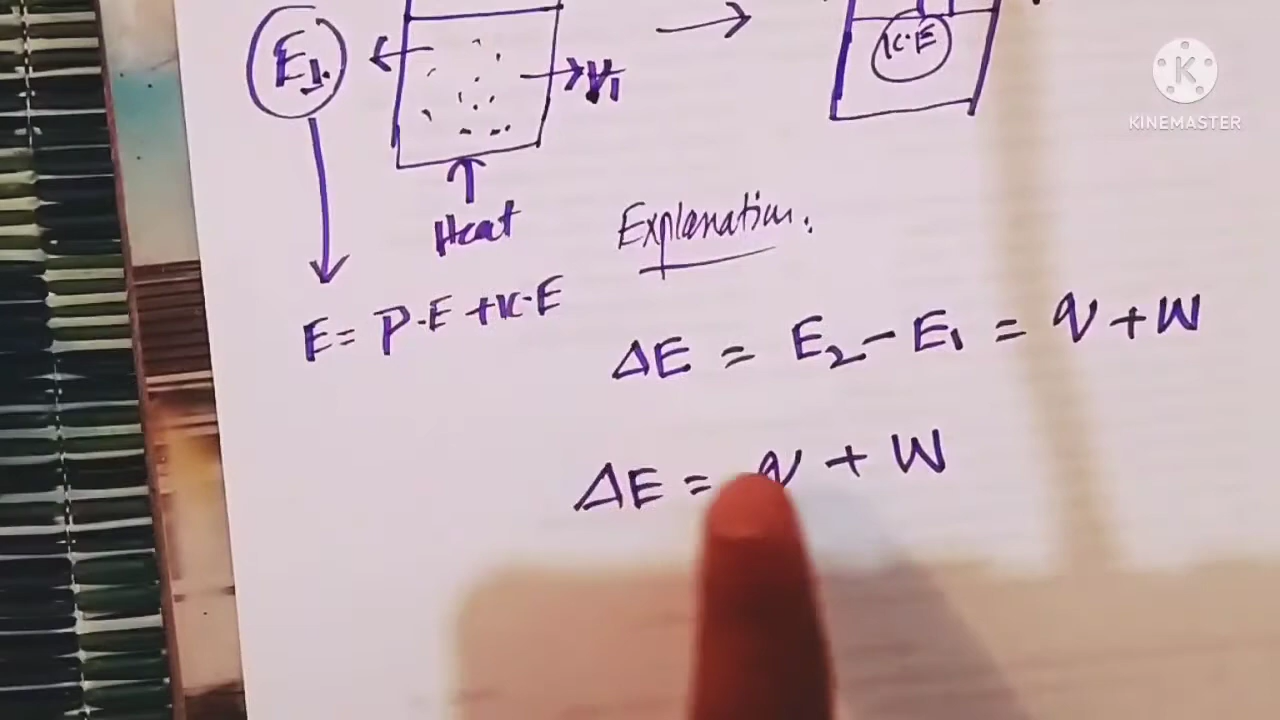 E₁.
V₁
K.E
KINEMASTER
Heat
Explanation.
E = P.E + K.E
ΔE = E₂ - E₁ = q + W
ΔE = q + W